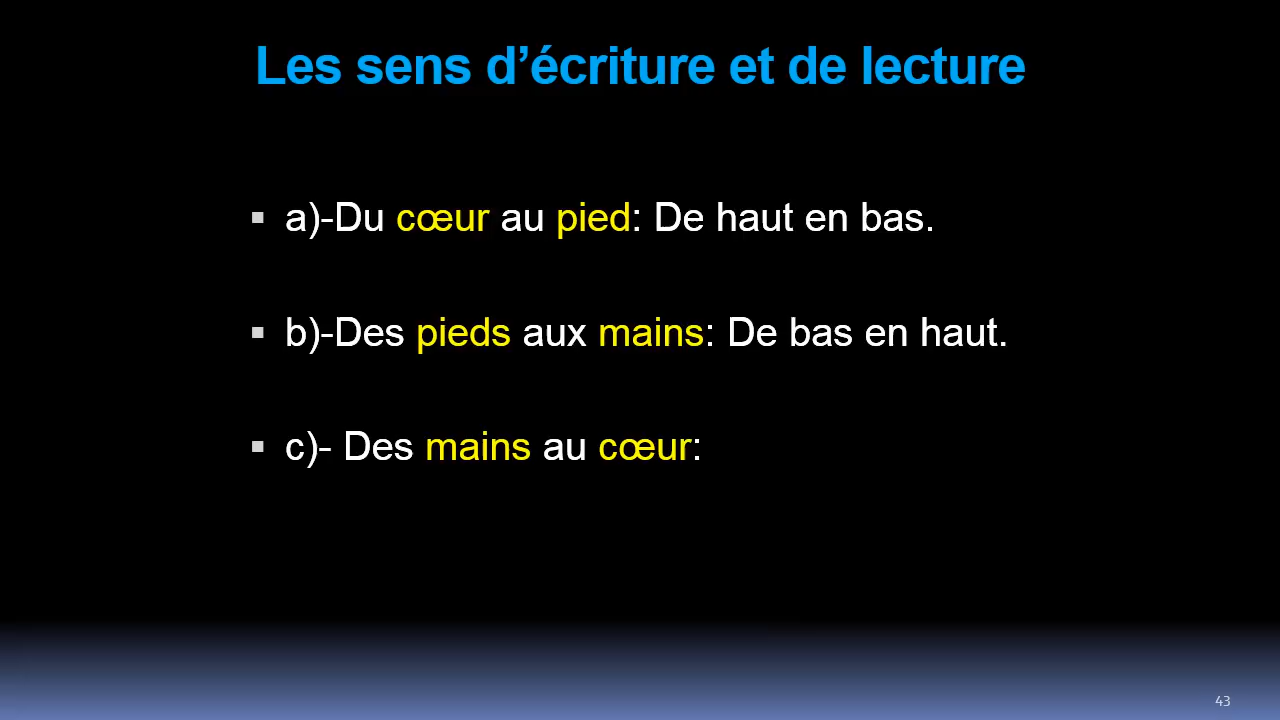 Les sens d’écriture et de lecture
▪ a)-Du cœur au pied: De haut en bas.
▪ b)-Des pieds aux mains: De bas en haut.
▪ c)- Des mains au cœur:
43